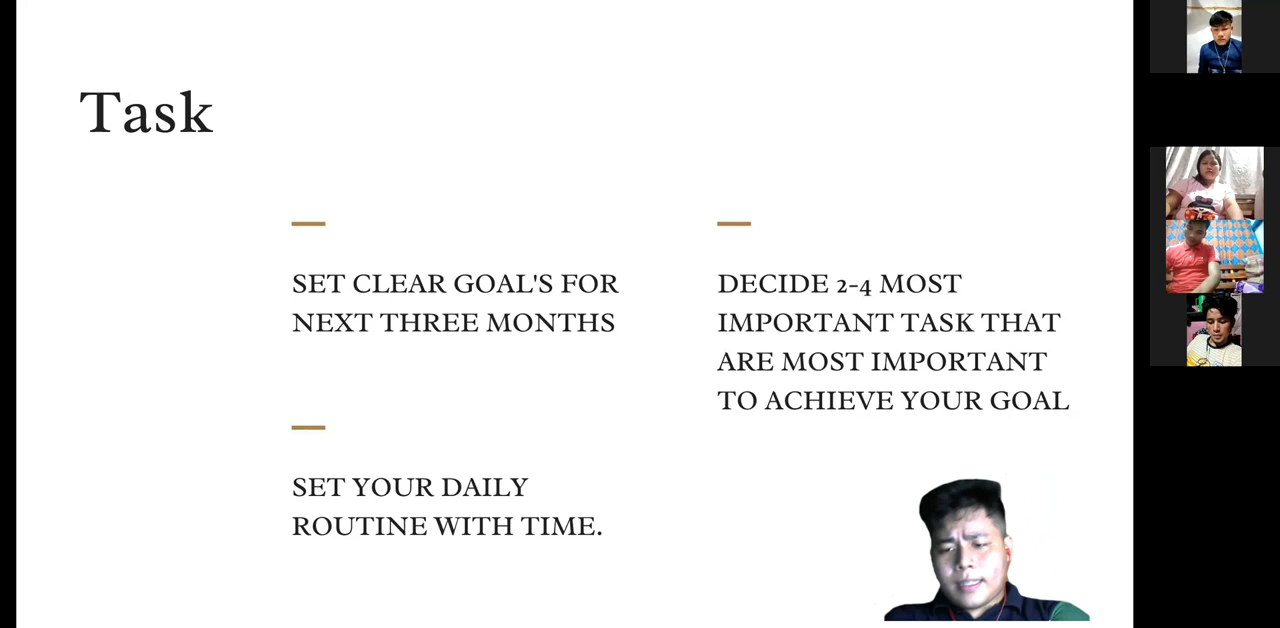 Task
SET CLEAR GOAL'S FOR
NEXT THREE MONTHS
SET YOUR DAILY
ROUTINE WITH TIME.
DECIDE 2-4 MOST
IMPORTANT TASK THAT
ARE MOST IMPORTANT
TO ACHIEVE YOUR GOAL